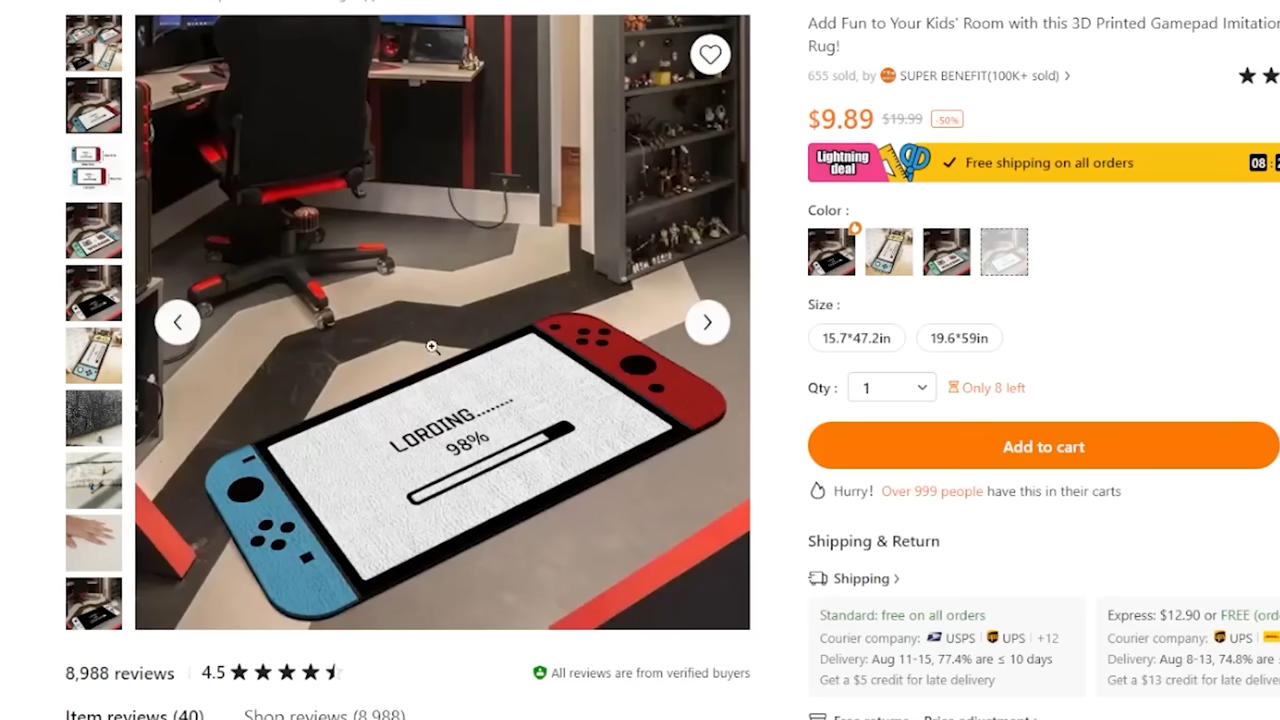 Add Fun to Your Kids' Room with this 3D Printed Gamepad Imitation
Rug!
655 sold, by SUPER BENEFIT(100K+ sold) >
$9.89 $19.99 -50%
Lightning deal
Free shipping on all orders
08 :
Color :
Size :
15.7*47.2in 19.6*59in
Qty : 1 Only 8 left
Add to cart
Hurry! Over 999 people have this in their carts
Shipping & Return
Shipping >
Standard: free on all orders
Courier company: USPS UPS +12
Delivery: Aug 11-15, 77.4% are ≤ 10 days
Get a $5 credit for late delivery
Express: $12.90 or FREE
Courier company: UPS
Delivery: Aug 8-13, 74.8% are
Get a $13 credit for late
LORDING........
98%
8,988 reviews 4.5 All reviews are from verified buyers
Item reviews (40) Shop reviews (8,988)
Free returns · Price adjustment